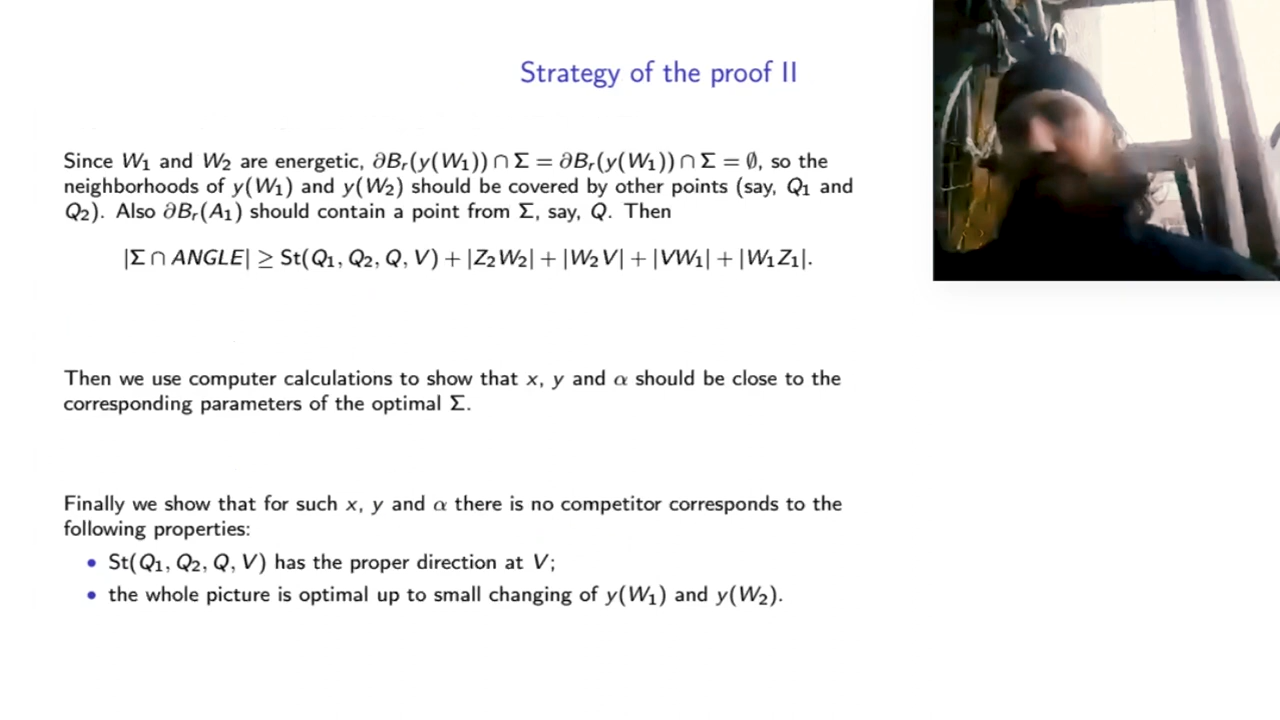 Strategy of the proof II
Since W₁ and W₂ are energetic, ∂Bᵣ(y(W₁)) ∩ Σ = ∂Bᵣ(y(W₁)) ∩ Σ = ∅, so the
neighborhoods of y(W₁) and y(W₂) should be covered by other points (say, Q₁ and
Q₂). Also ∂Bᵣ(A₁) should contain a point from Σ, say, Q. Then
|Σ ∩ ANGLE| ≥ St(Q₁, Q₂, Q, V) + |Z₂W₂| + |W₂V| + |VW₁| + |W₁Z₁|.
Then we use computer calculations to show that x, y and α should be close to the
corresponding parameters of the optimal Σ.
Finally we show that for such x, y and α there is no competitor corresponds to the
following properties:
• St(Q₁, Q₂, Q, V) has the proper direction at V;
• the whole picture is optimal up to small changing of y(W₁) and y(W₂).